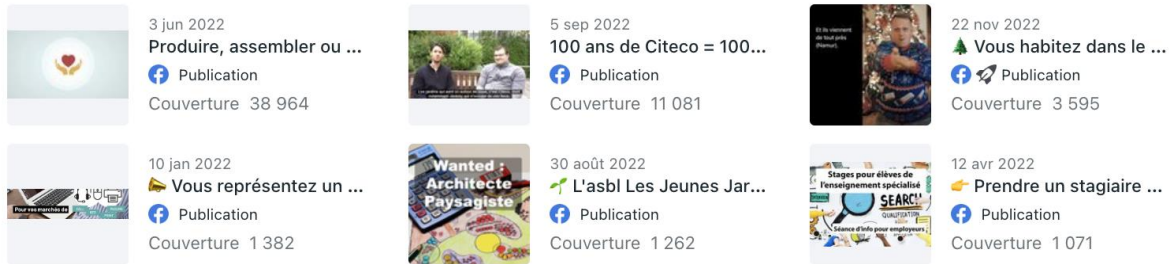 3 jun 2022
Produire, assembler ou ...
Publication
Couverture 38 964
5 sep 2022
100 ans de Citeco = 100...
Publication
Couverture 11 081
Et ils viennent
de tout près
(Namur).
22 nov 2022
🎄 Vous habitez dans le ...
Publication
Couverture 3 595
Pour vos marchés de
10 jan 2022
📣 Vous représentez un ...
Publication
Couverture 1 382
Wanted :
Architecte
Paysagiste
30 août 2022
🌱 L'asbl Les Jeunes Jar...
Publication
Couverture 1 262
Stages pour élèves de
l'enseignement spécialisé
SEARCH
QUALIFICATION
Séance d'info pour employeurs
12 avr 2022
👉 Prendre un stagiaire ...
Publication
Couverture 1 071